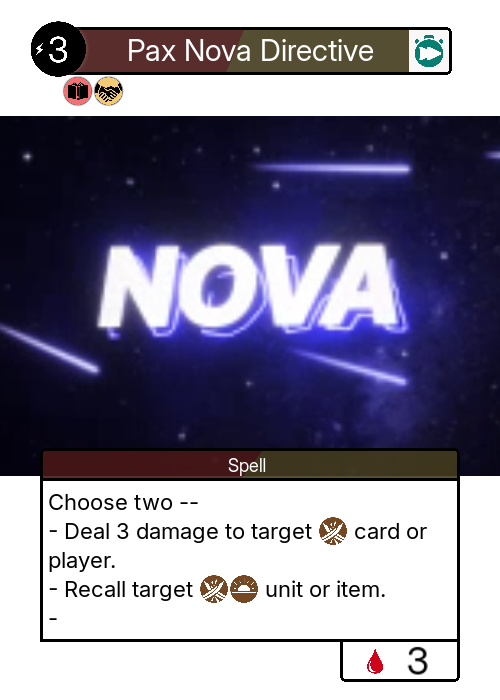 3
Pax Nova Directive
NOVA
Spell
Choose two --
- Deal 3 damage to target card or
player.
- Recall target unit or item.
-
3